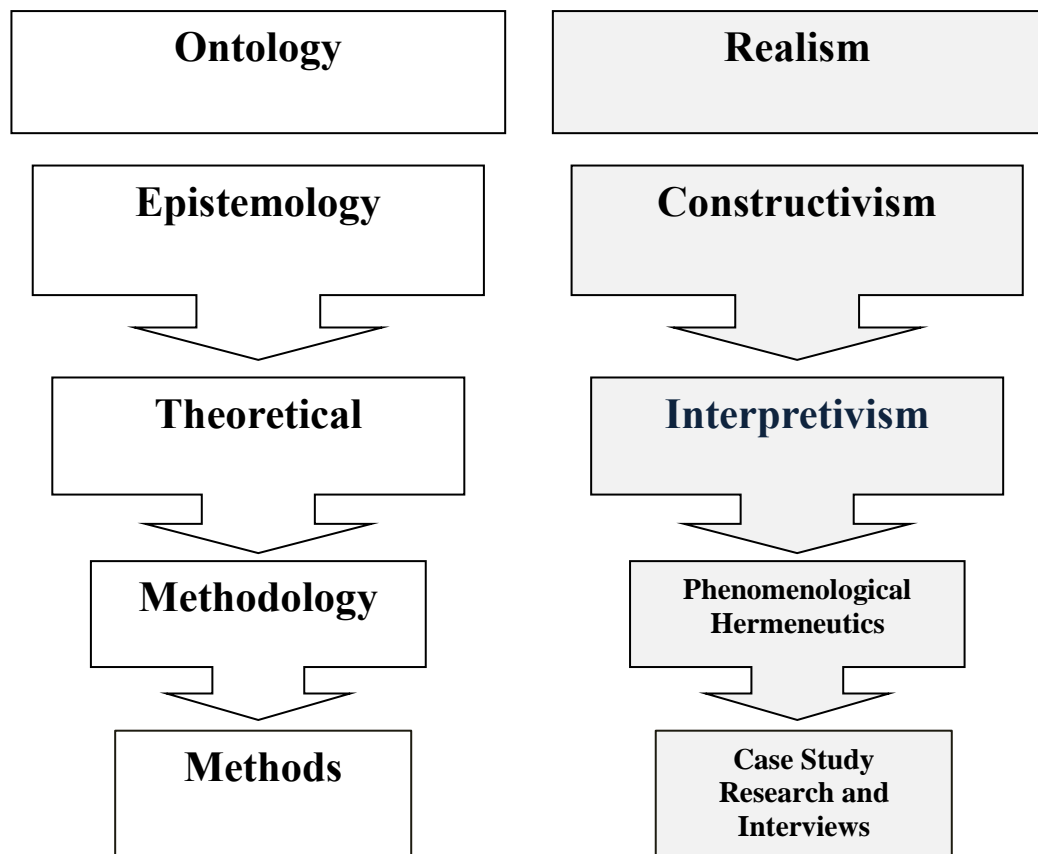 Ontology
Realism
Epistemology
Constructivism
Theoretical
Interpretivism
Methodology
Phenomenological
Hermeneutics
Methods
Case Study
Research and
Interviews